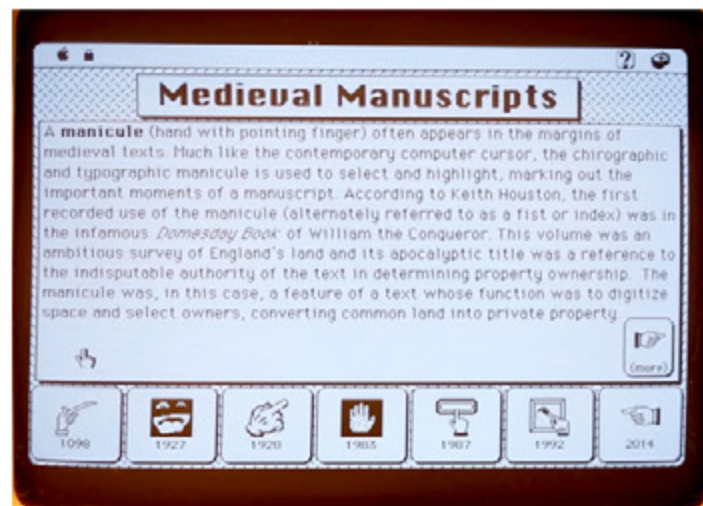 ?
Medieval Manuscripts
A manicule (hand with pointing finger) often appears in the margins of
medieval texts. Much like the contemporary computer cursor, the chirographic
and typographic manicule is used to select and highlight, marking out the
important moments of a manuscript. According to Keith Houston, the first
recorded use of the manicule (alternately referred to as a fist or index) was in
the infamous Domesday Book of William the Conqueror. This volume was an
ambitious survey of England's land and its apocalyptic title was a reference to
the indisputable authority of the text in determining property ownership. The
manicule was, in this case, a feature of a text whose function was to digitize
space and select owners, converting common land into private property.
(more)
1098 1927 1928 1983 1987 1992 2014